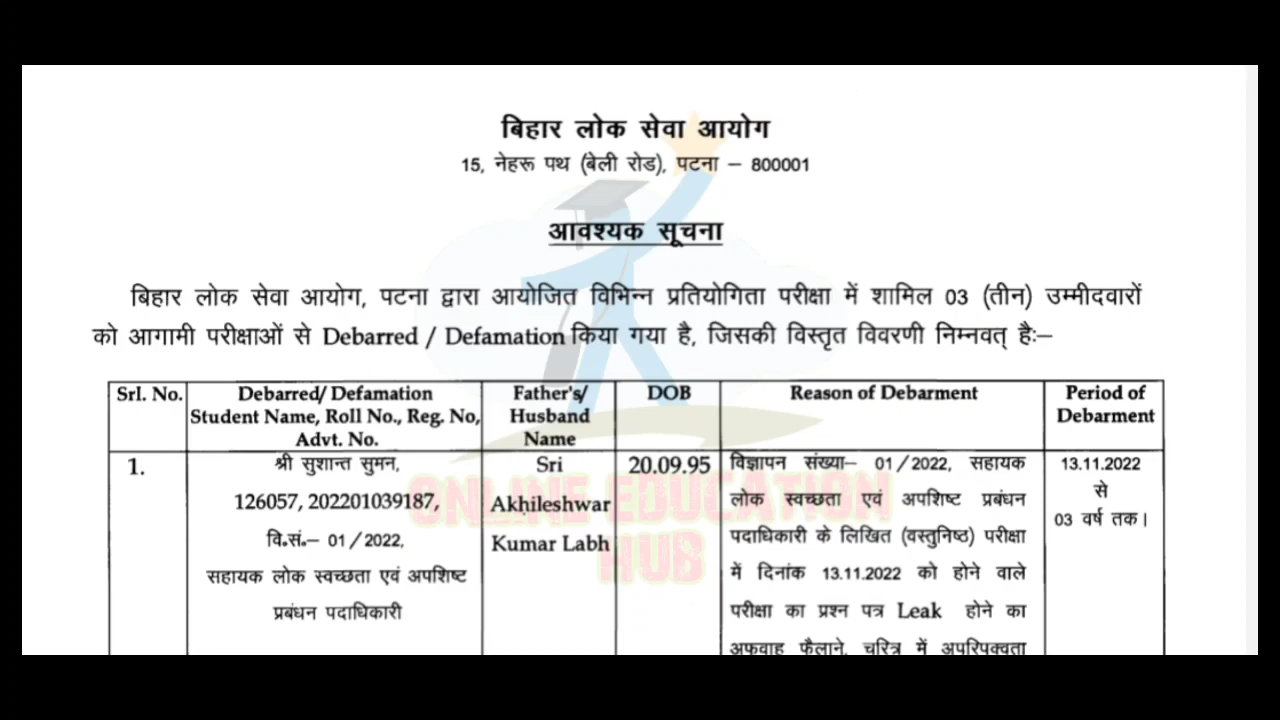 बिहार लोक सेवा आयोग
15, नेहरू पथ (बेली रोड), पटना – 800001
आवश्यक सूचना
बिहार लोक सेवा आयोग, पटना द्वारा आयोजित विभिन्न प्रतियोगिता परीक्षा में शामिल 03 (तीन) उम्मीदवारों
को आगामी परीक्षाओं से Debarred / Defamation किया गया है, जिसकी विस्तृत विवरणी निम्नवत् है:–
Srl. No.
Debarred/ Defamation
Student Name, Roll No., Reg. No,
Advt. No.
Father's/
Husband
Name
DOB
Reason of Debarment
Period of
Debarment
1.
श्री सुशान्त सुमन,
126057, 202201039187,
वि.सं.– 01/2022,
सहायक लोक स्वच्छता एवं अपशिष्ट
प्रबंधन पदाधिकारी
Sri
Akhileshwar
Kumar Labh
20.09.95
विज्ञापन संख्या– 01/2022, सहायक
लोक स्वच्छता एवं अपशिष्ट प्रबंधन
पदाधिकारी के लिखित (वस्तुनिष्ठ) परीक्षा
में दिनांक 13.11.2022 को होने वाले
परीक्षा का प्रश्न पत्र Leak होने का
अफवाह फैलाने, चरित्र में अपरिपक्वता
13.11.2022
से
03 वर्ष तक।
ONLINE EDUCATION
HUB